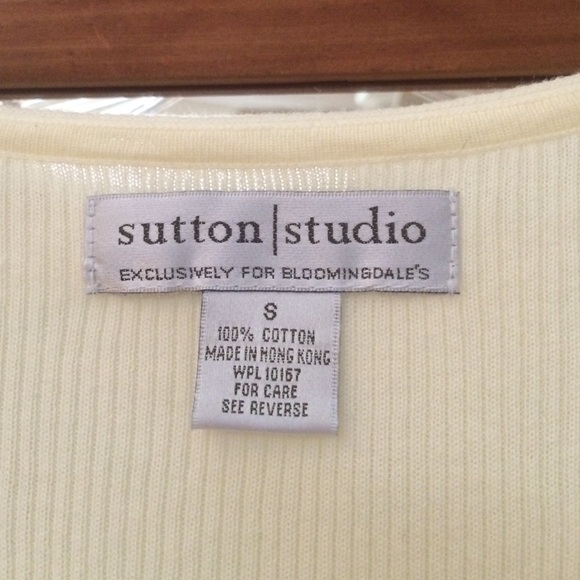 sutton|studio
EXCLUSIVELY FOR BLOOMINGDALE'S
S
100% COTTON
MADE IN HONG KONG
WPL 10167
FOR CARE
SEE REVERSE